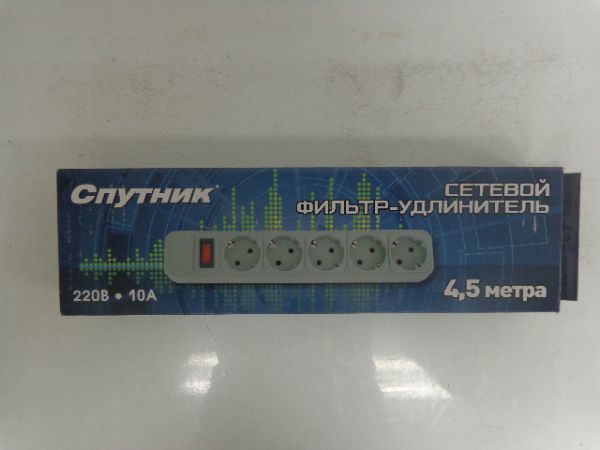 Спутник
СЕТЕВОЙ
ФИЛЬТР-УДЛИНИТЕЛЬ
220В • 10А
4,5 метра